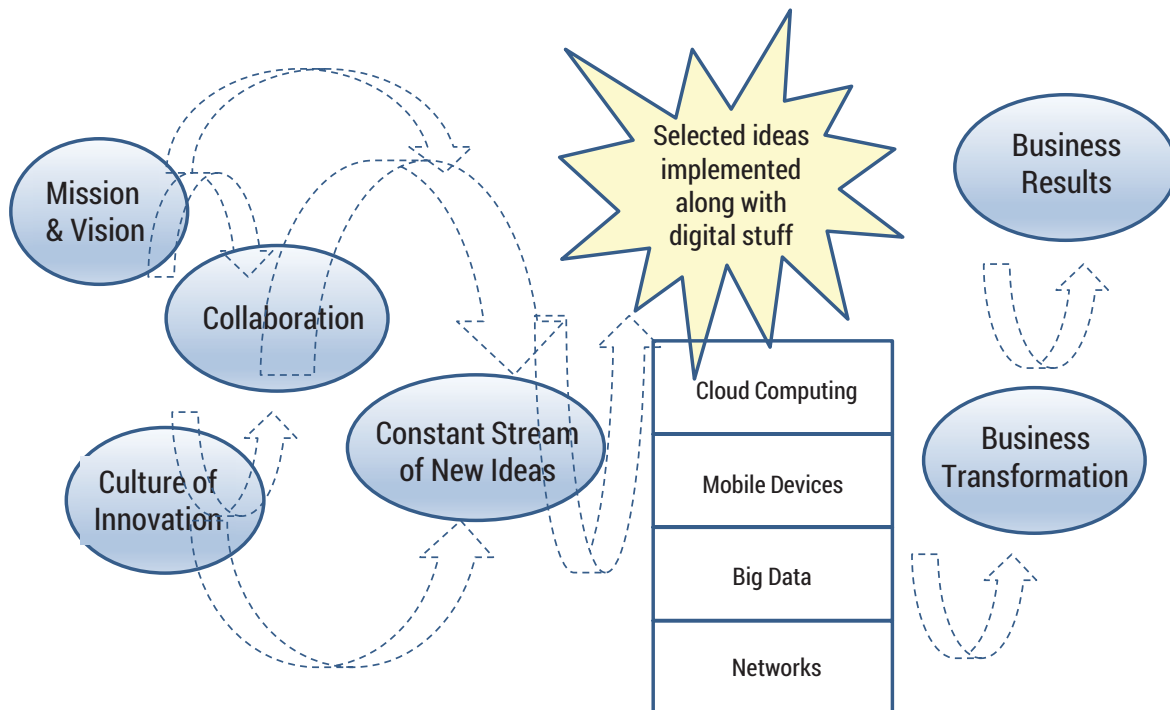 Mission
& Vision
Collaboration
Culture of
Innovation
Constant Stream
of New Ideas
Selected ideas
implemented
along with
digital stuff
Cloud Computing
Mobile Devices
Big Data
Networks
Business
Results
Business
Transformation